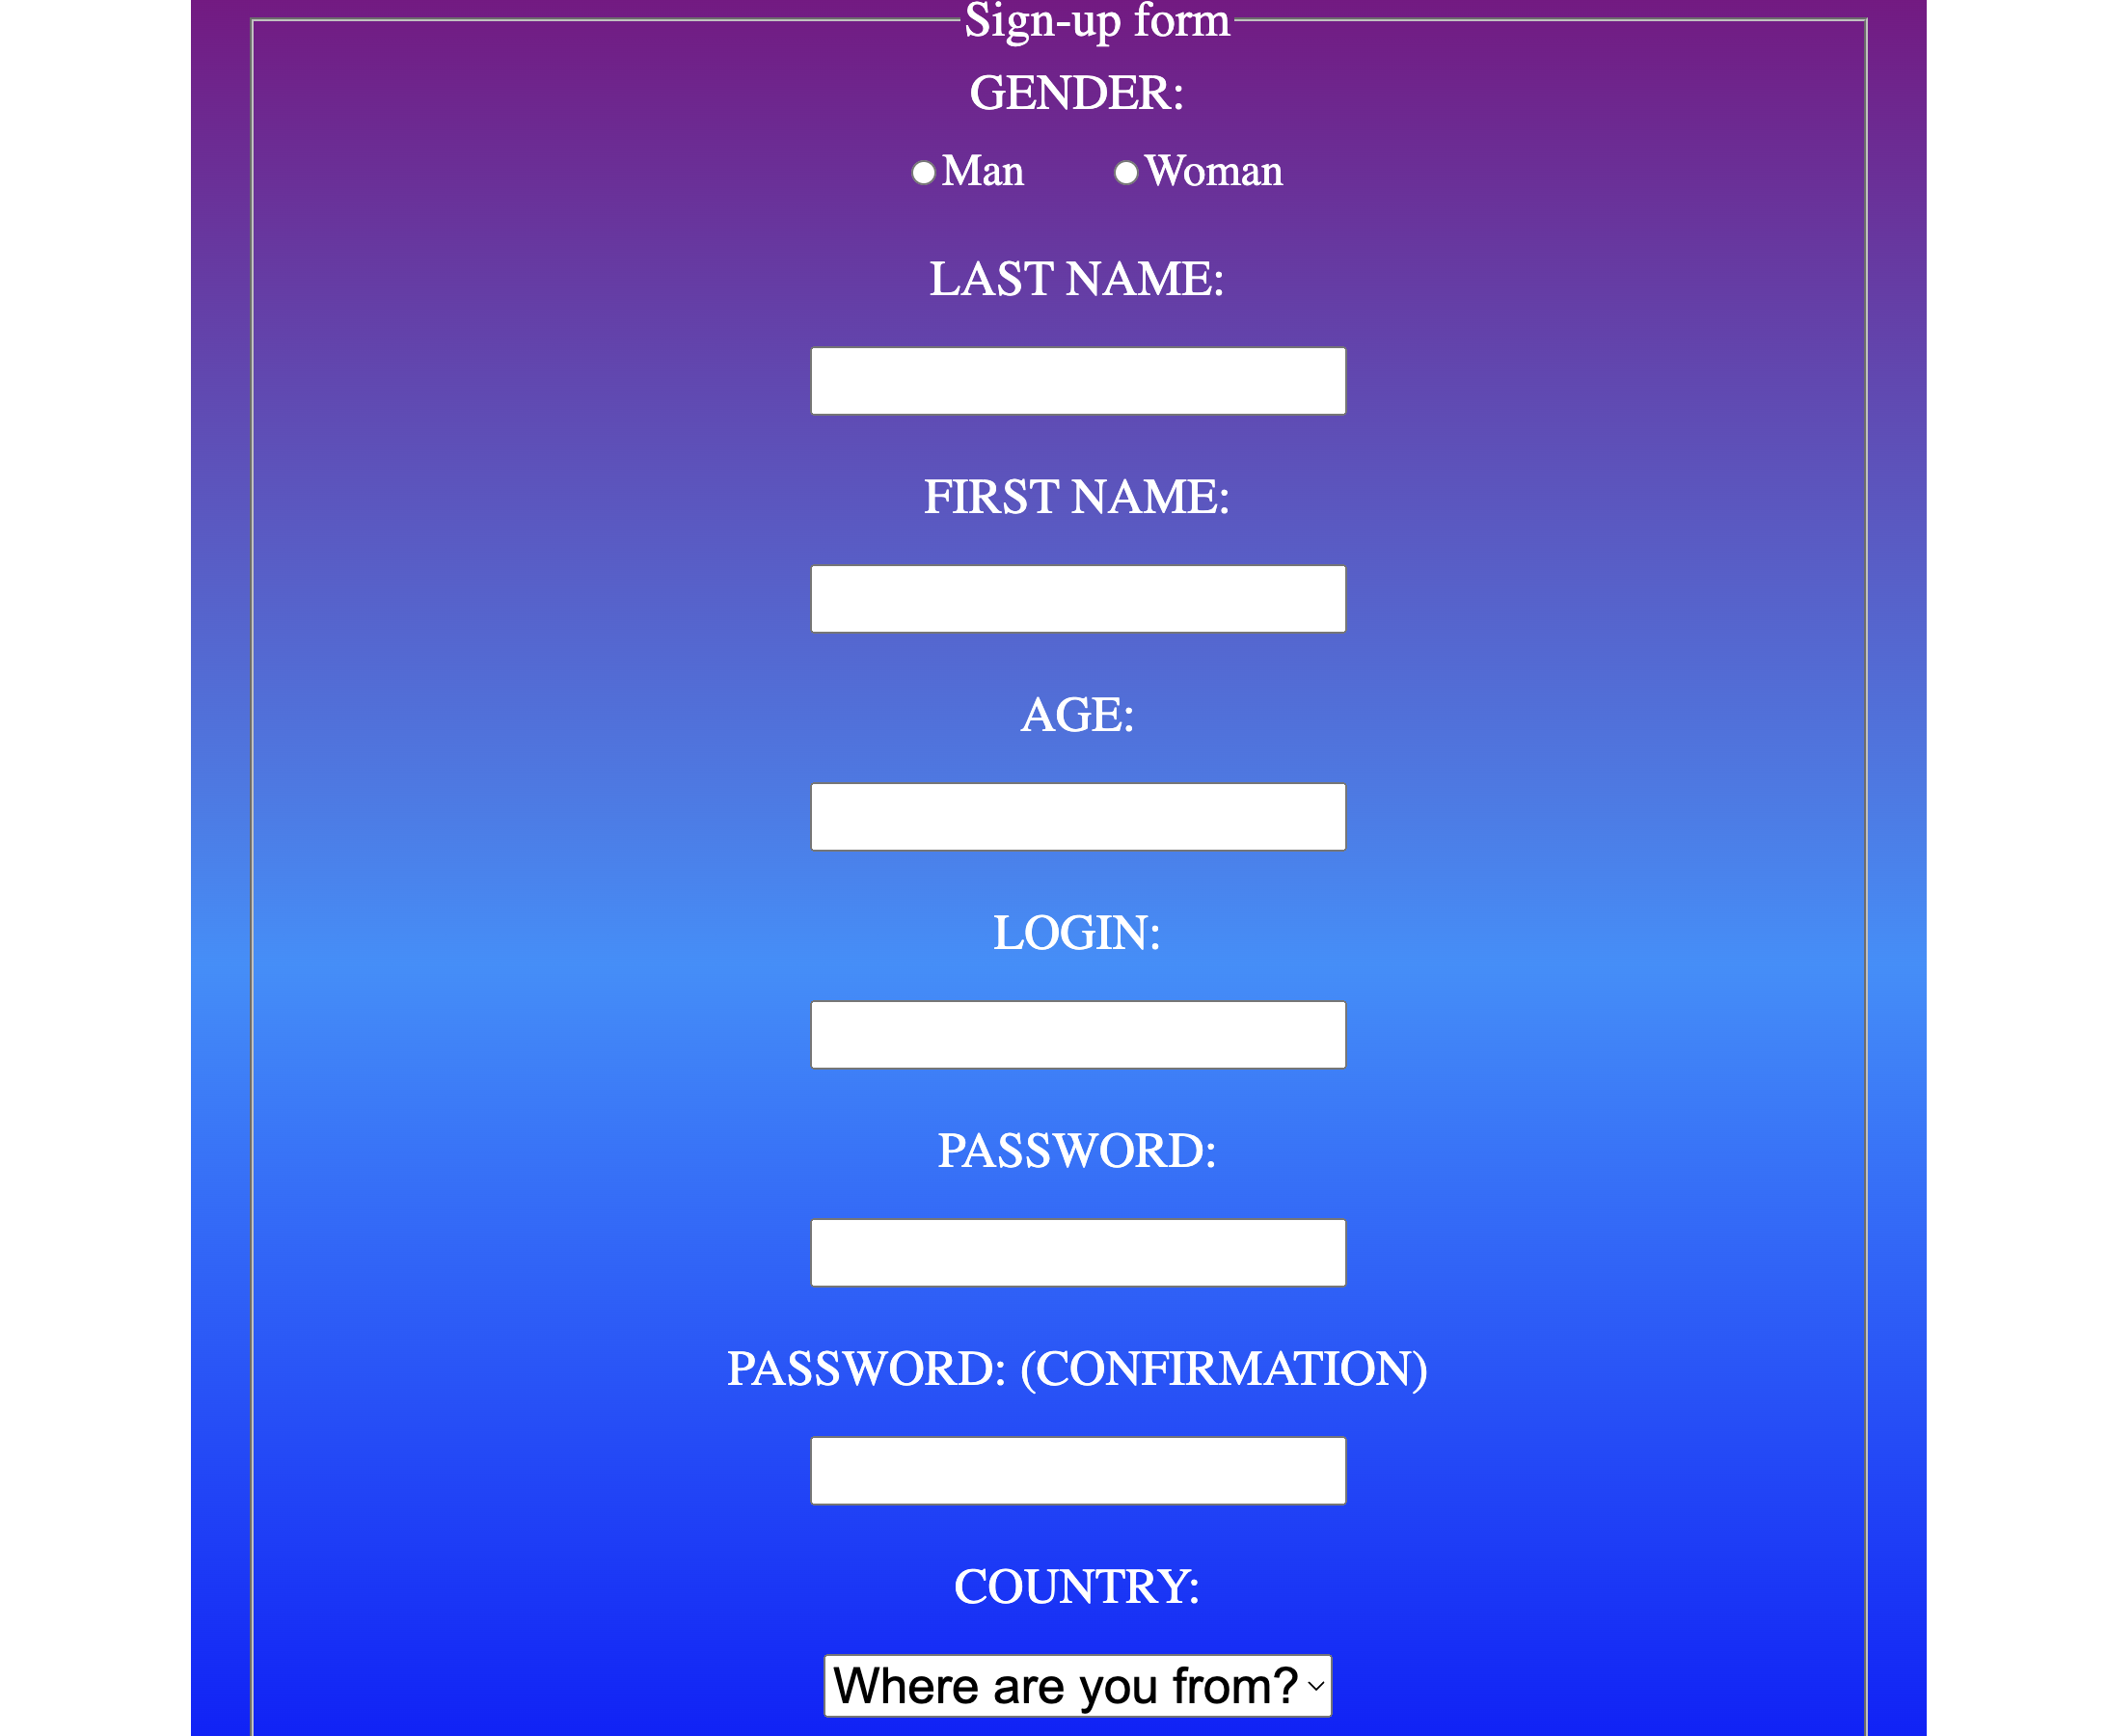 Sign-up form
GENDER:
Man Woman
LAST NAME:
FIRST NAME:
AGE:
LOGIN:
PASSWORD:
PASSWORD: (CONFIRMATION)
COUNTRY:
Where are you from?